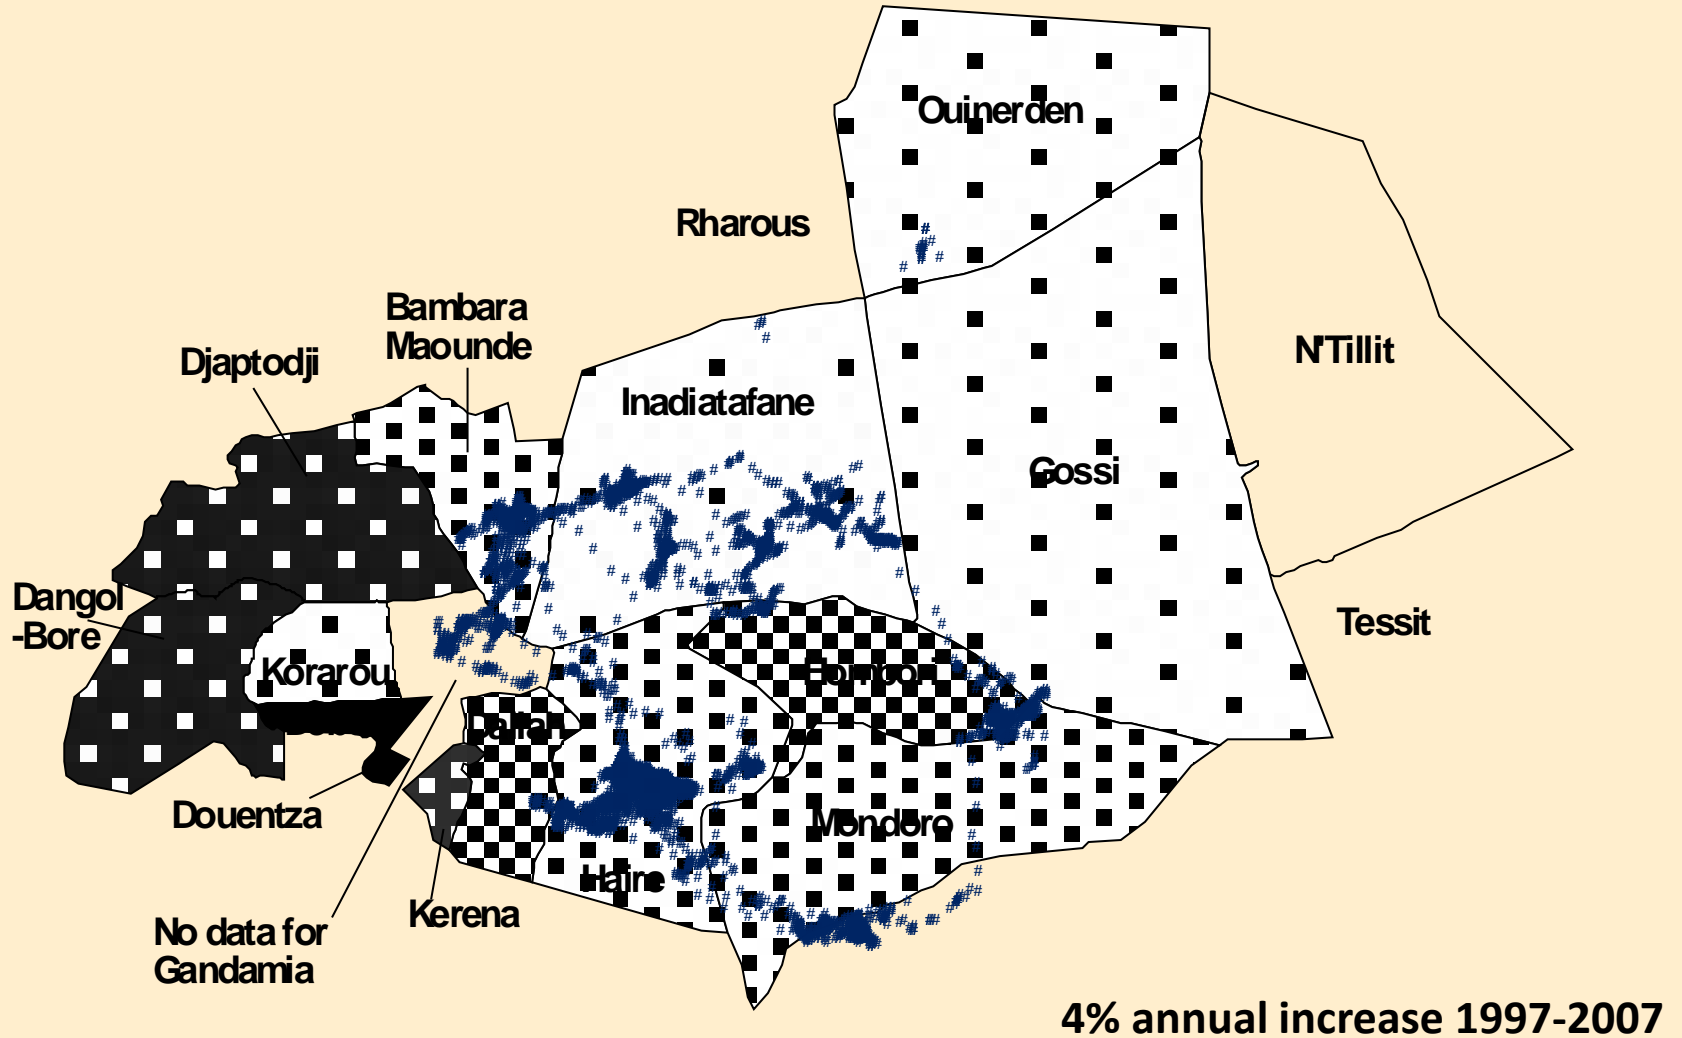 Ouinerden
Rharous
Bambara
Maounde
Djaptodji
N'Tillit
Inadiatafane
Gossi
Dangol
-Bore
Tessit
Korarou
Hombori
Dallah
Douentza
Mondoro
Haire
Kerena
No data for
Gandamia
4% annual increase 1997-2007